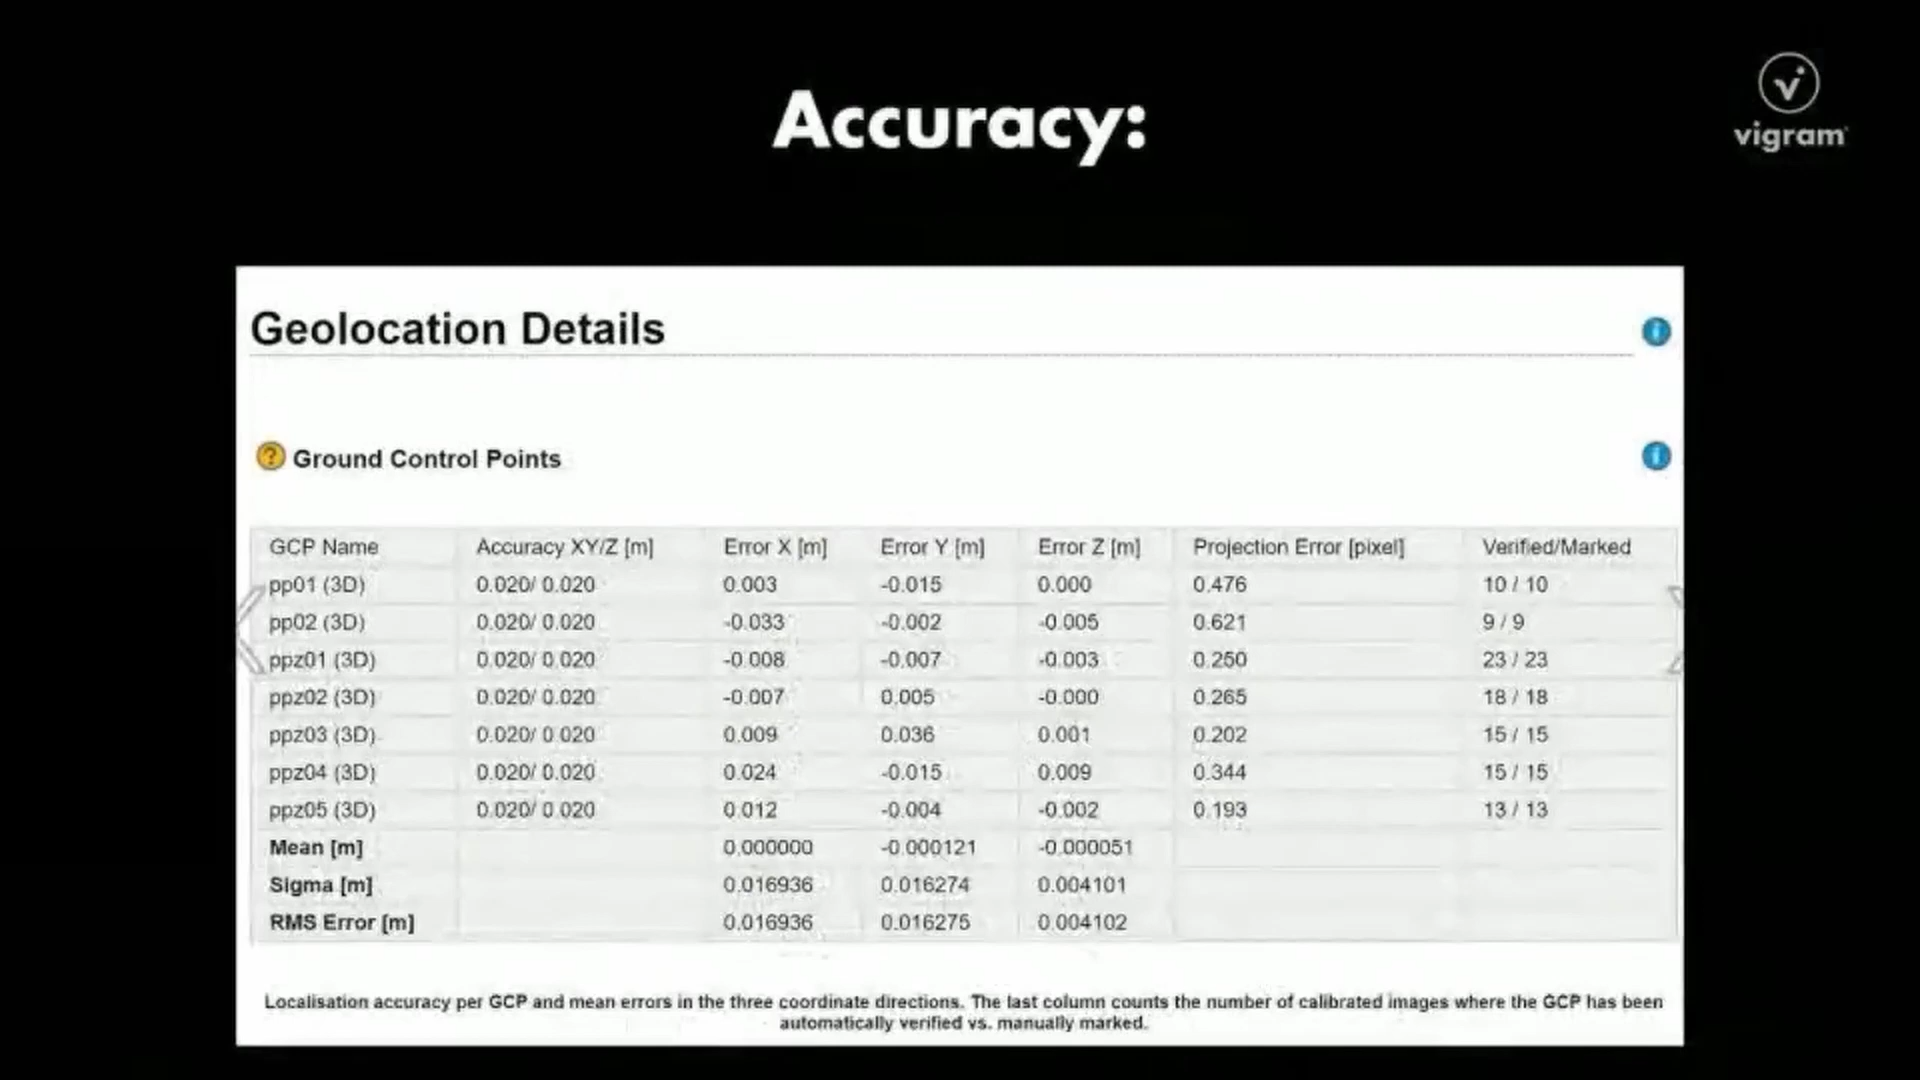 Accuracy:
vigram
Geolocation Details
Ground Control Points
GCP Name Accuracy XY/Z [m] Error X [m] Error Y [m] Error Z [m] Projection Error [pixel] Verified/Marked
pp01 (3D) 0.020/ 0.020 0.003 -0.015 0.000 0.476 10 / 10
pp02 (3D) 0.020/ 0.020 -0.033 -0.002 -0.005 0.621 9 / 9
ppz01 (3D) 0.020/ 0.020 -0.008 -0.007 -0.003 0.250 23 / 23
ppz02 (3D) 0.020/ 0.020 -0.007 0.005 -0.000 0.265 18 / 18
ppz03 (3D) 0.020/ 0.020 0.009 0.036 0.001 0.202 15 / 15
ppz04 (3D) 0.020/ 0.020 0.024 -0.015 0.009 0.344 15 / 15
ppz05 (3D) 0.020/ 0.020 0.012 -0.004 -0.002 0.193 13 / 13
Mean [m] 0.000000 -0.000121 -0.000051
Sigma [m] 0.016936 0.016274 0.004101
RMS Error [m] 0.016936 0.016275 0.004102
Localisation accuracy per GCP and mean errors in the three coordinate directions. The last column counts the number of calibrated images where the GCP has been
automatically verified vs. manually marked.